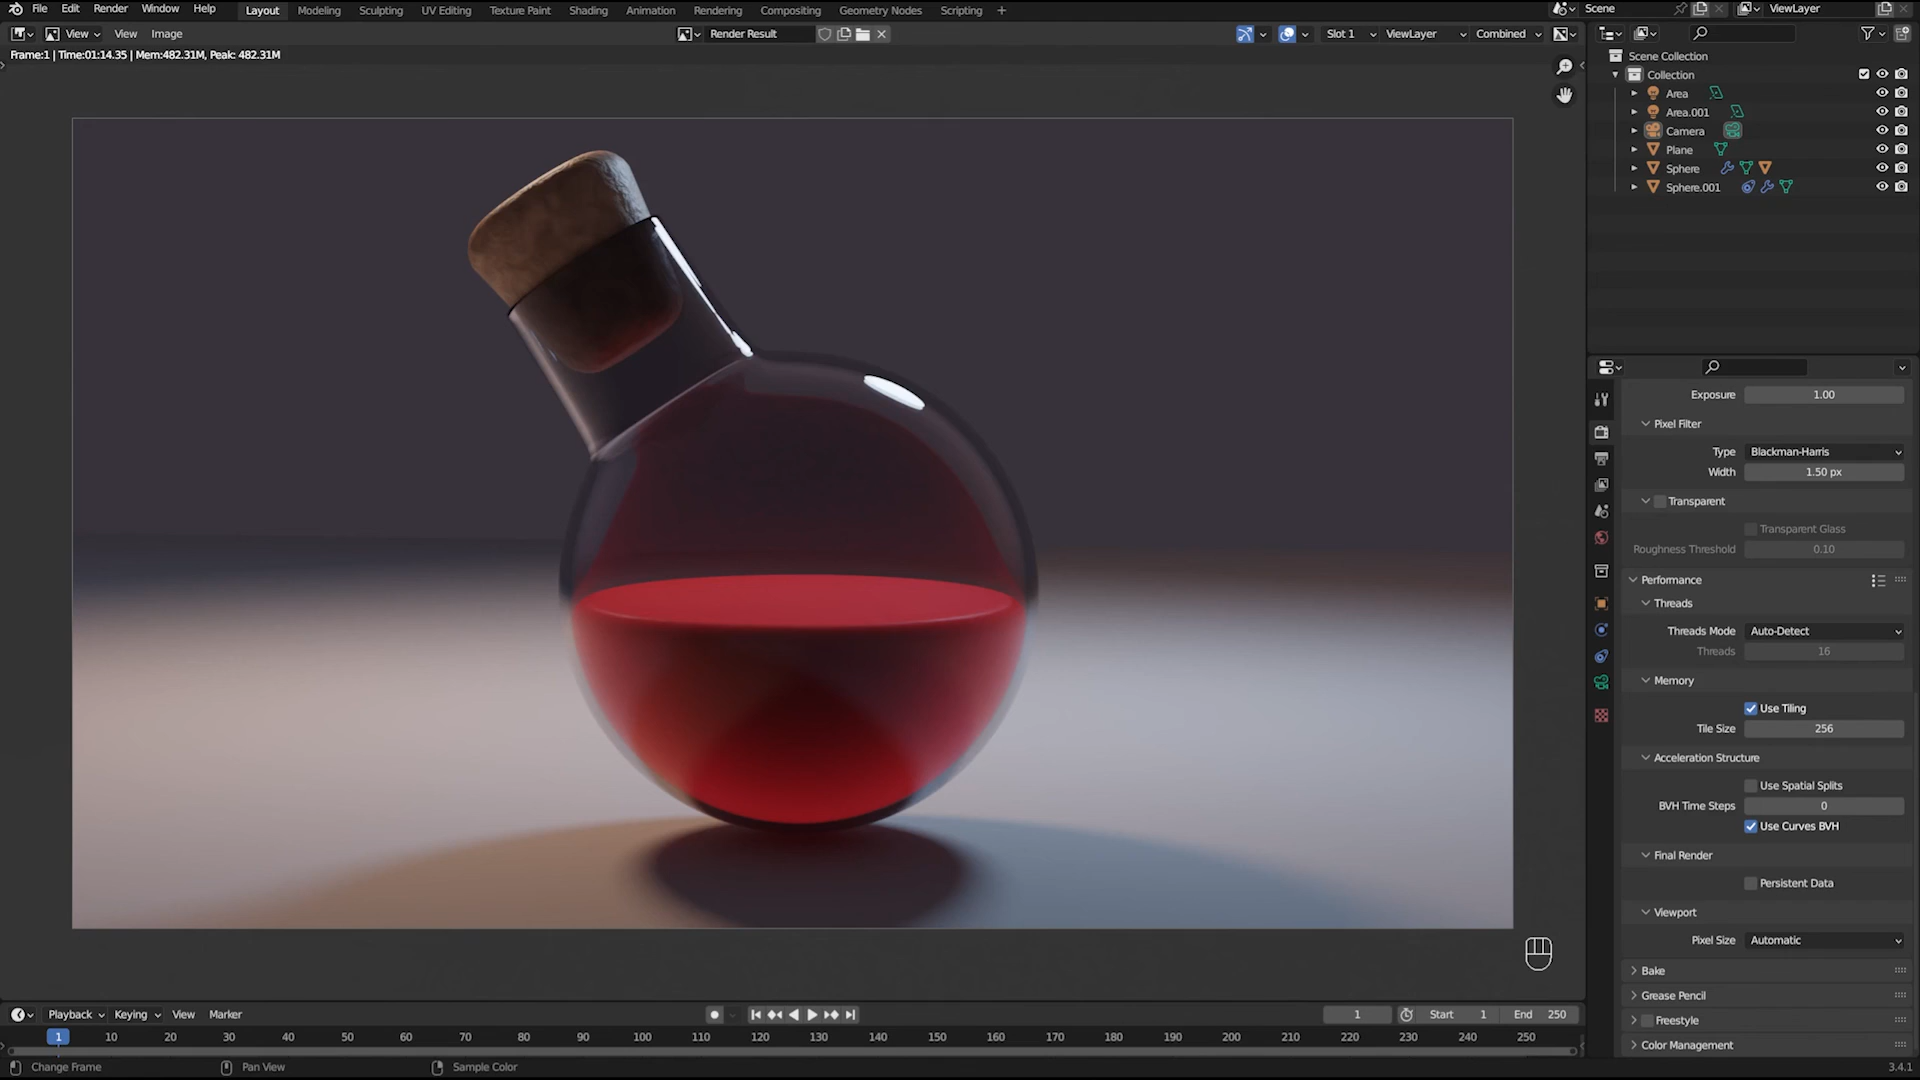 File Edit Render Window Help Layout Modeling Sculpting UV Editing Texture Paint Shading Animation Rendering Compositing Geometry Nodes Scripting + Scene ViewLayer
View View Image Render Result Slot 1 ViewLayer Combined
Frame:1 | Time:01:14.35 | Mem:482.31M, Peak: 482.31M
Scene Collection
Collection
Area
Area.001
Camera
Plane
Sphere
Sphere.001
Exposure 1.00
Pixel Filter
Type Blackman-Harris
Width 1.50 px
Transparent
Transparent Glass
Roughness Threshold 0.10
Performance
Threads
Threads Mode Auto-Detect
Threads 16
Memory
Use Tiling
Tile Size 256
Acceleration Structure
Use Spatial Splits
BVH Time Steps 0
Use Curves BVH
Final Render
Persistent Data
Viewport
Pixel Size Automatic
Bake
Grease Pencil
Freestyle
Color Management
Playback Keying View Marker 1 Start 1 End 250
1 10 20 30 40 50 60 70 80 90 100 110 120 130 140 150 160 170 180 190 200 210 220 230 240 250
Change Frame Pan View Sample Color 3.4.1